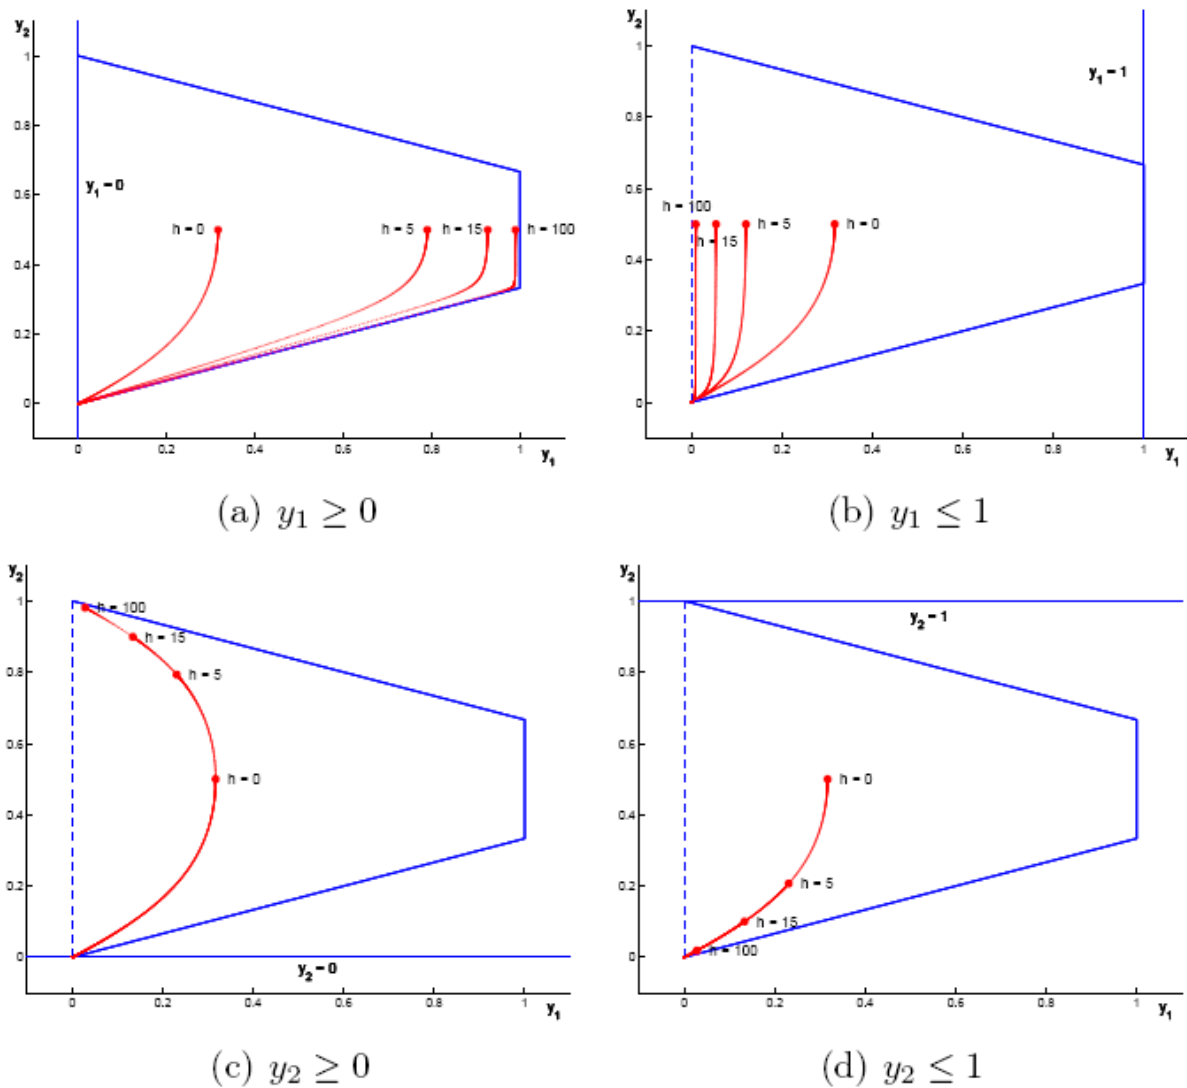 y₂
1
0.8
0.6
0.4
0.2
0
y₁ = 0
h = 0
h = 5
h = 15
h = 100
0
0.2
0.4
0.6
0.8
1
y₁
(a) y₁ ≥ 0
y₂
1
0.8
0.6
0.4
0.2
0
y₁ = 1
h = 100
h = 15
h = 5
h = 0
0
0.2
0.4
0.6
0.8
1
y₁
(b) y₁ ≤ 1
y₂
1
0.8
0.6
0.4
0.2
0
h = 100
h = 15
h = 5
h = 0
y₂ = 0
0
0.2
0.4
0.6
0.8
1
y₁
(c) y₂ ≥ 0
y₂
1
0.8
0.6
0.4
0.2
0
y₂ = 1
h = 0
h = 5
h = 15
h = 100
0
0.2
0.4
0.6
0.8
1
y₁
(d) y₂ ≤ 1